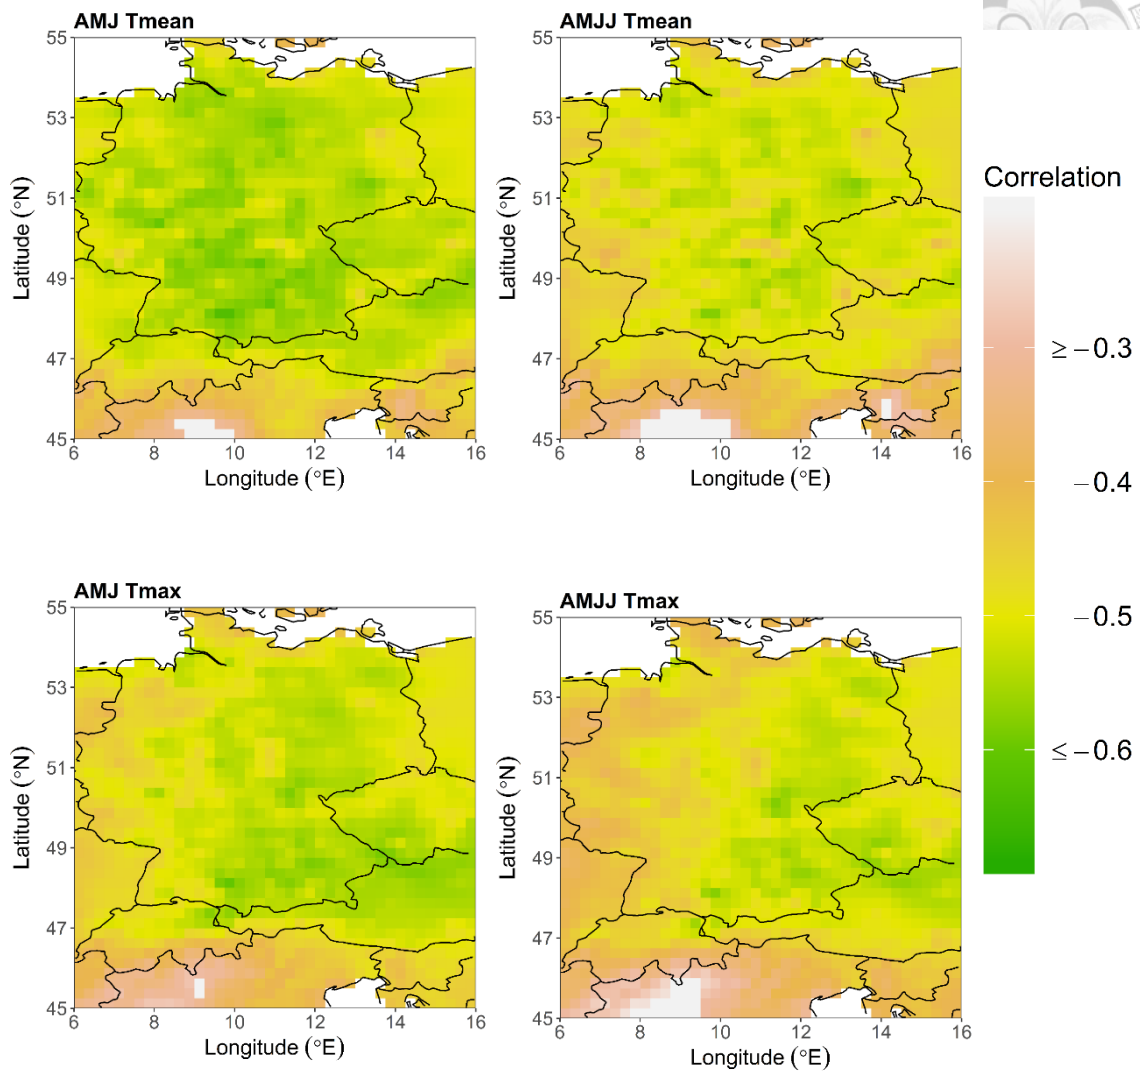 AMJ Tmean
55
53
51
49
47
45
Latitude (°N)
6 8 10 12 14 16
Longitude (°E)
AMJJ Tmean
55
53
51
49
47
45
Latitude (°N)
6 8 10 12 14 16
Longitude (°E)
AMJ Tmax
55
53
51
49
47
45
Latitude (°N)
6 8 10 12 14 16
Longitude (°E)
AMJJ Tmax
55
53
51
49
47
45
Latitude (°N)
6 8 10 12 14 16
Longitude (°E)
Correlation
≥ −0.3
−0.4
−0.5
≤ −0.6